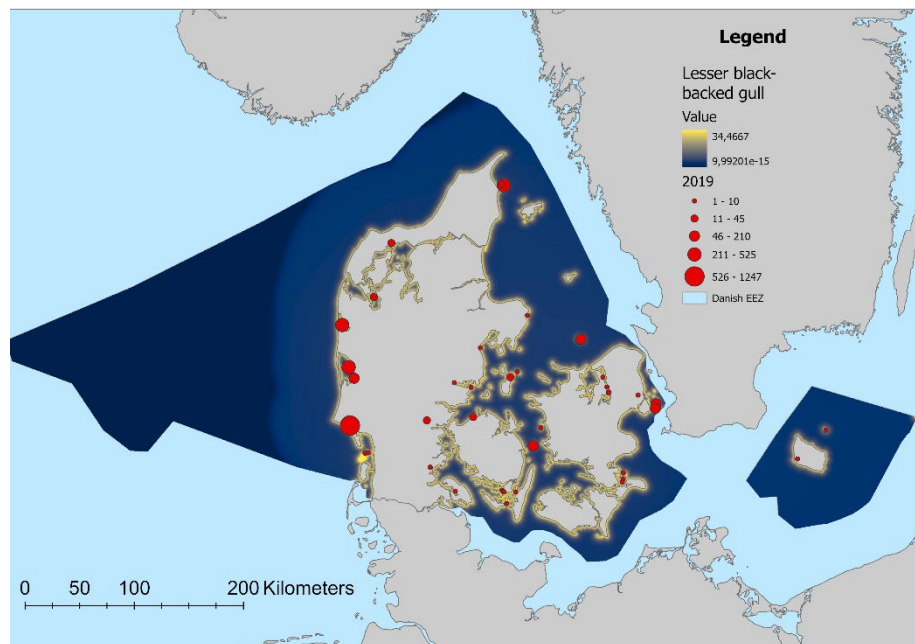 Legend
Lesser black-
backed gull
Value
34,4667
9,99201e-15
2019
1 - 10
11 - 45
46 - 210
211 - 525
526 - 1247
Danish EEZ
0 50 100 200 Kilometers